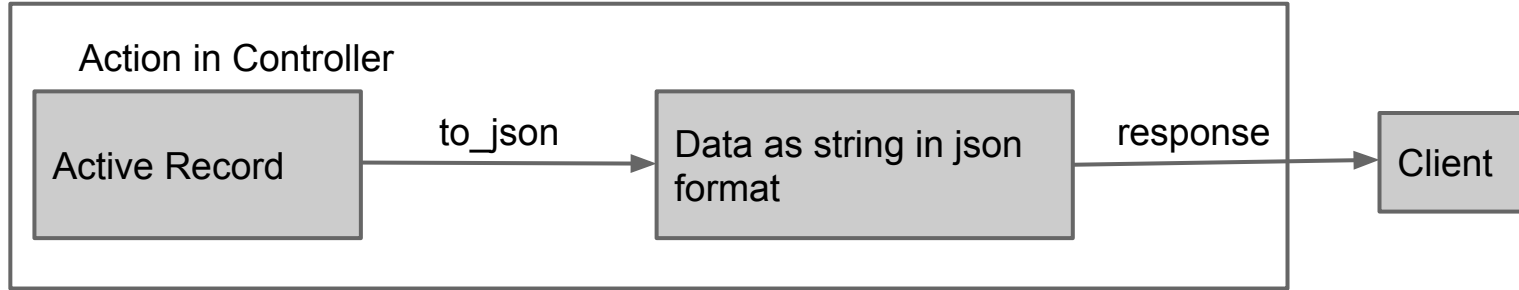 Action in Controller
Active Record
to_json
Data as string in json
format
response
Client